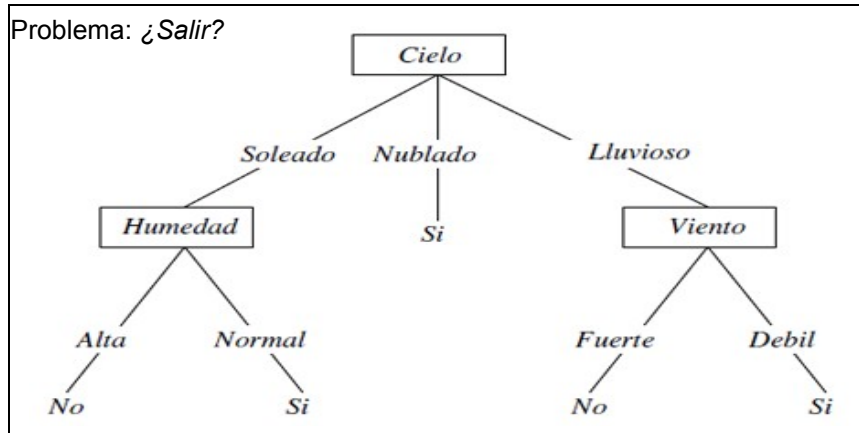 Problema: ¿Salir?
Cielo
Soleado Nublado Lluvioso
Humedad Si Viento
Alta Normal Fuerte Debil
No Si No Si